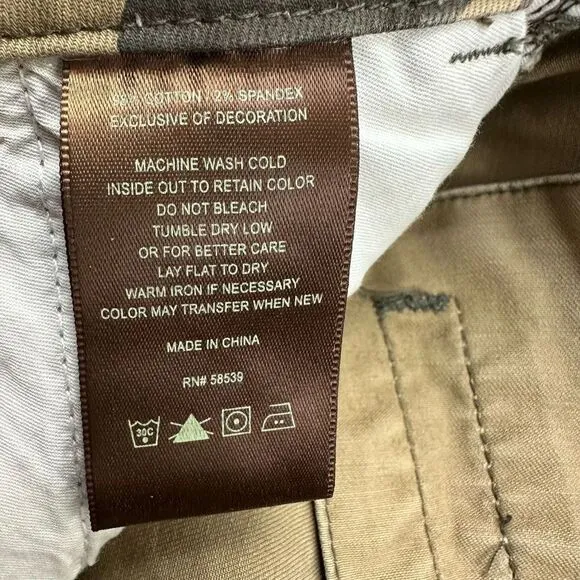 98% COTTON / 2% SPANDEX
EXCLUSIVE OF DECORATION
MACHINE WASH COLD
INSIDE OUT TO RETAIN COLOR
DO NOT BLEACH
TUMBLE DRY LOW
OR FOR BETTER CARE
LAY FLAT TO DRY
WARM IRON IF NECESSARY
COLOR MAY TRANSFER WHEN NEW
MADE IN CHINA
RN# 58539
30C